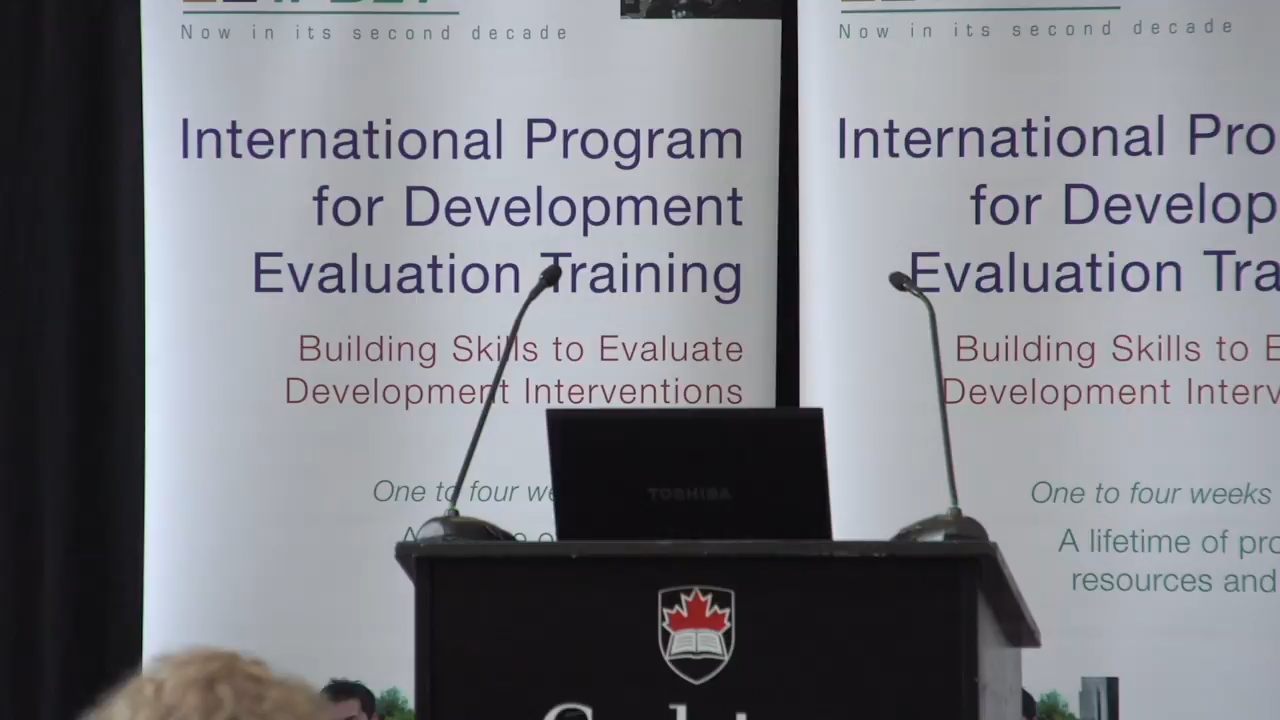 Now in its second decade
International Program
for Development
Evaluation Training
Building Skills to Evaluate
Development Interventions
One to four
Now in its second decade
International Pro
for Develop
Evaluation Tra
Building Skills to E
Development Interv
One to four weeks
A lifetime of pro
resources and
TOSHIBA